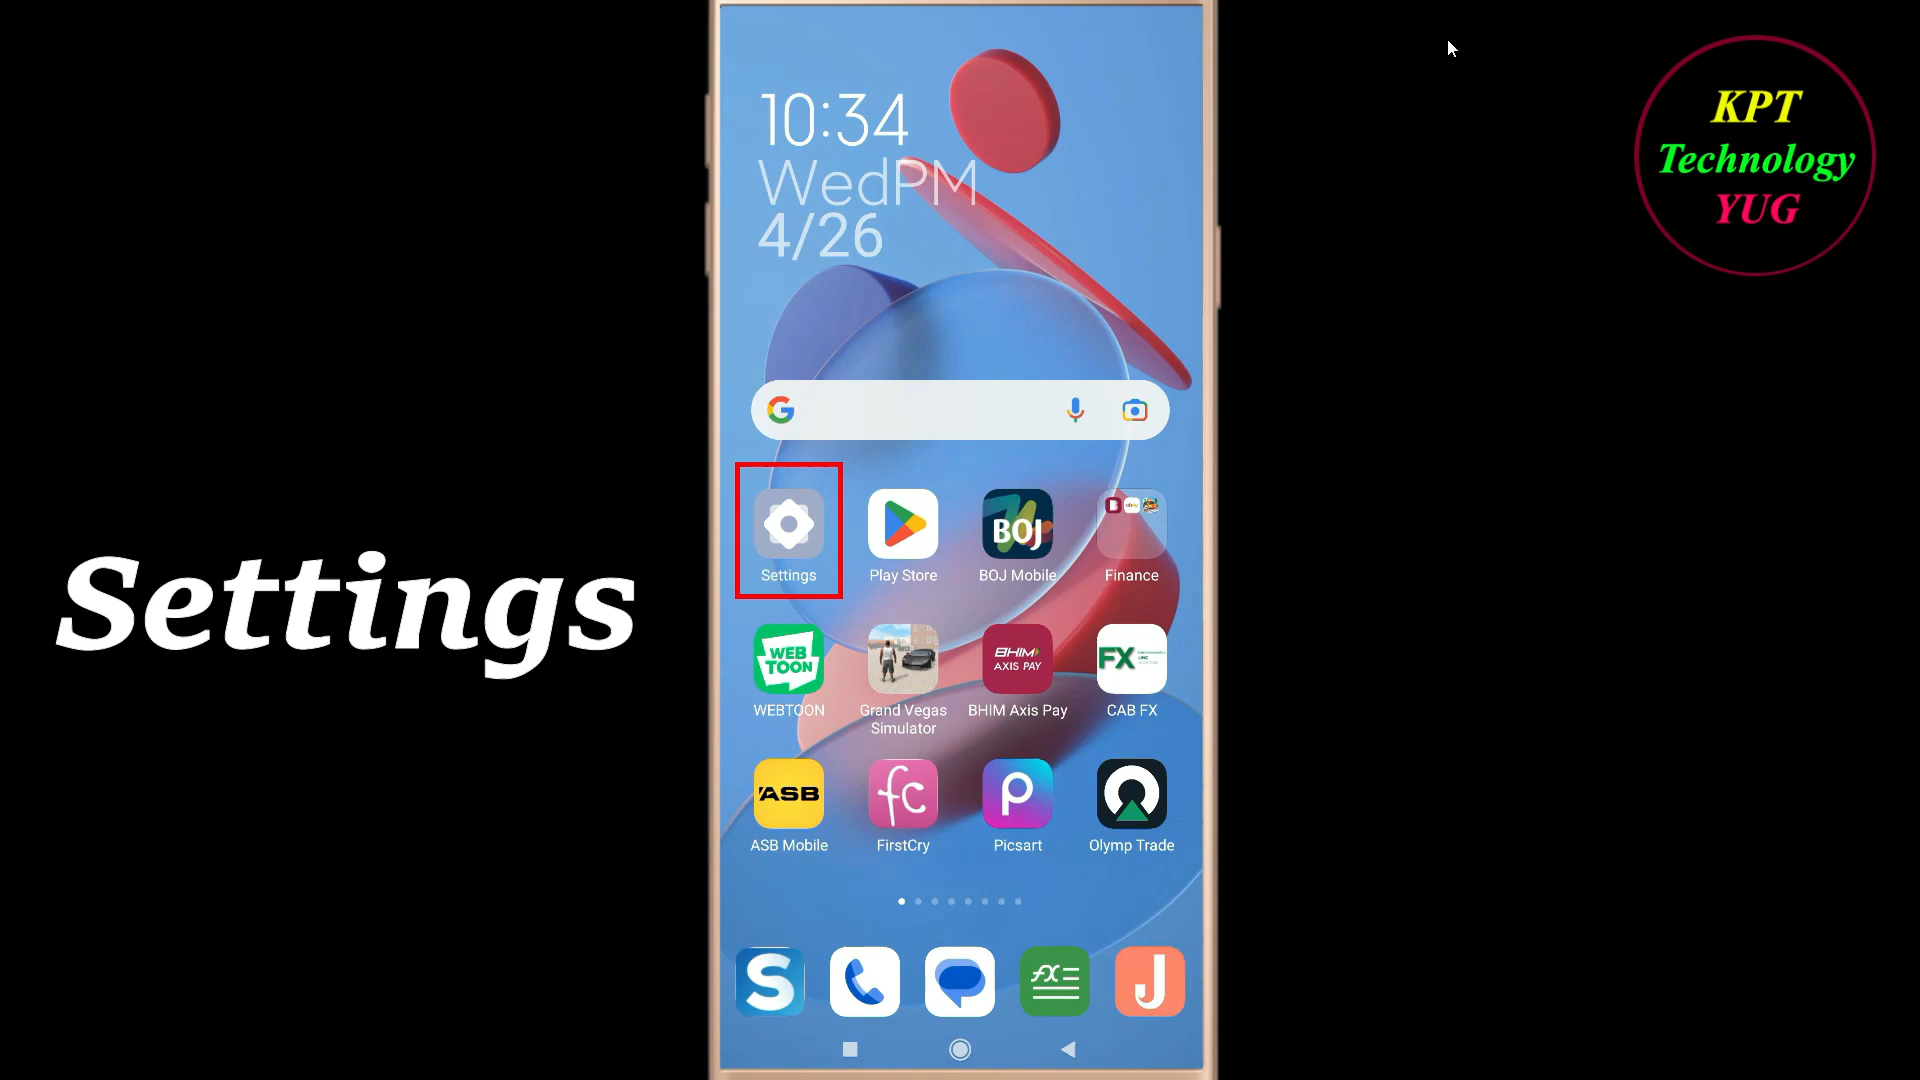 KPT
Technology
YUG
10:34
WedPM
4/26
Settings
Settings
Play Store
BOJ
BOJ Mobile
Finance
WEB
TOON
WEBTOON
Grand Vegas
Simulator
BHIM
AXIS PAY
BHIM Axis Pay
FX
CAB FX
ASB
ASB Mobile
fc
FirstCry
Picsart
Olymp Trade
S
FX
J